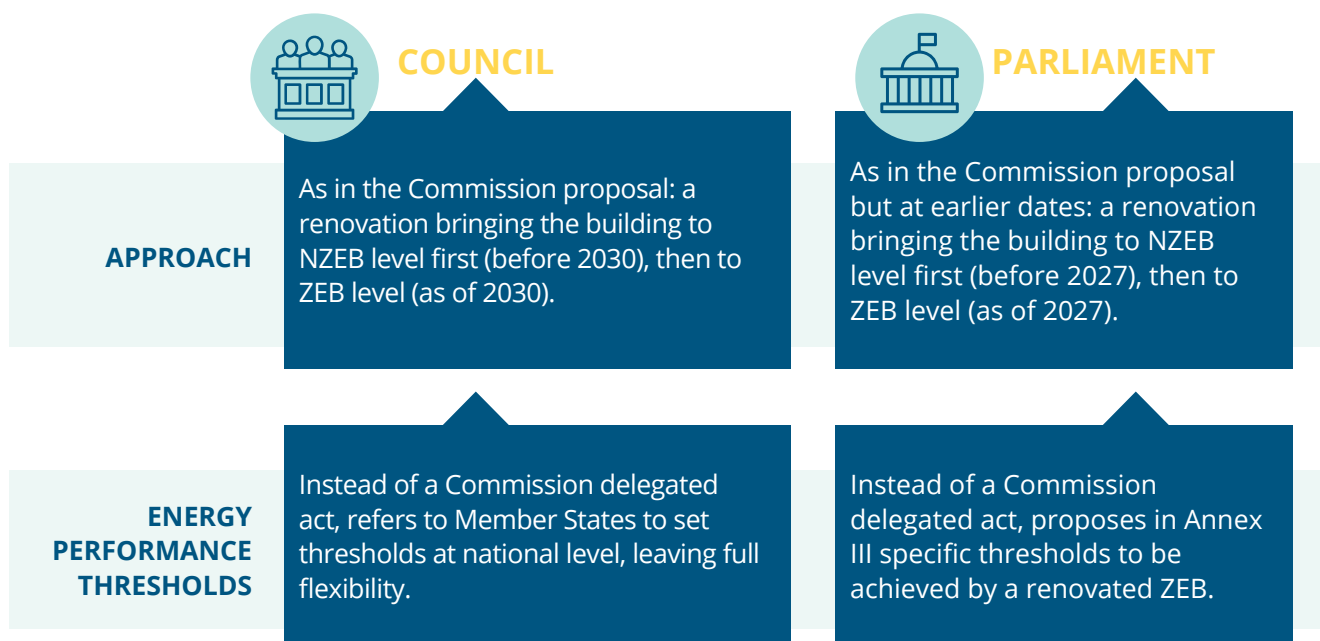 COUNCIL
PARLIAMENT
APPROACH
As in the Commission proposal: a
renovation bringing the building to
NZEB level first (before 2030), then to
ZEB level (as of 2030).
As in the Commission proposal
but at earlier dates: a renovation
bringing the building to NZEB
level first (before 2027), then to
ZEB level (as of 2027).
ENERGY
PERFORMANCE
THRESHOLDS
Instead of a Commission delegated
act, refers to Member States to set
thresholds at national level, leaving full
flexibility.
Instead of a Commission
delegated act, proposes in Annex
III specific thresholds to be
achieved by a renovated ZEB.